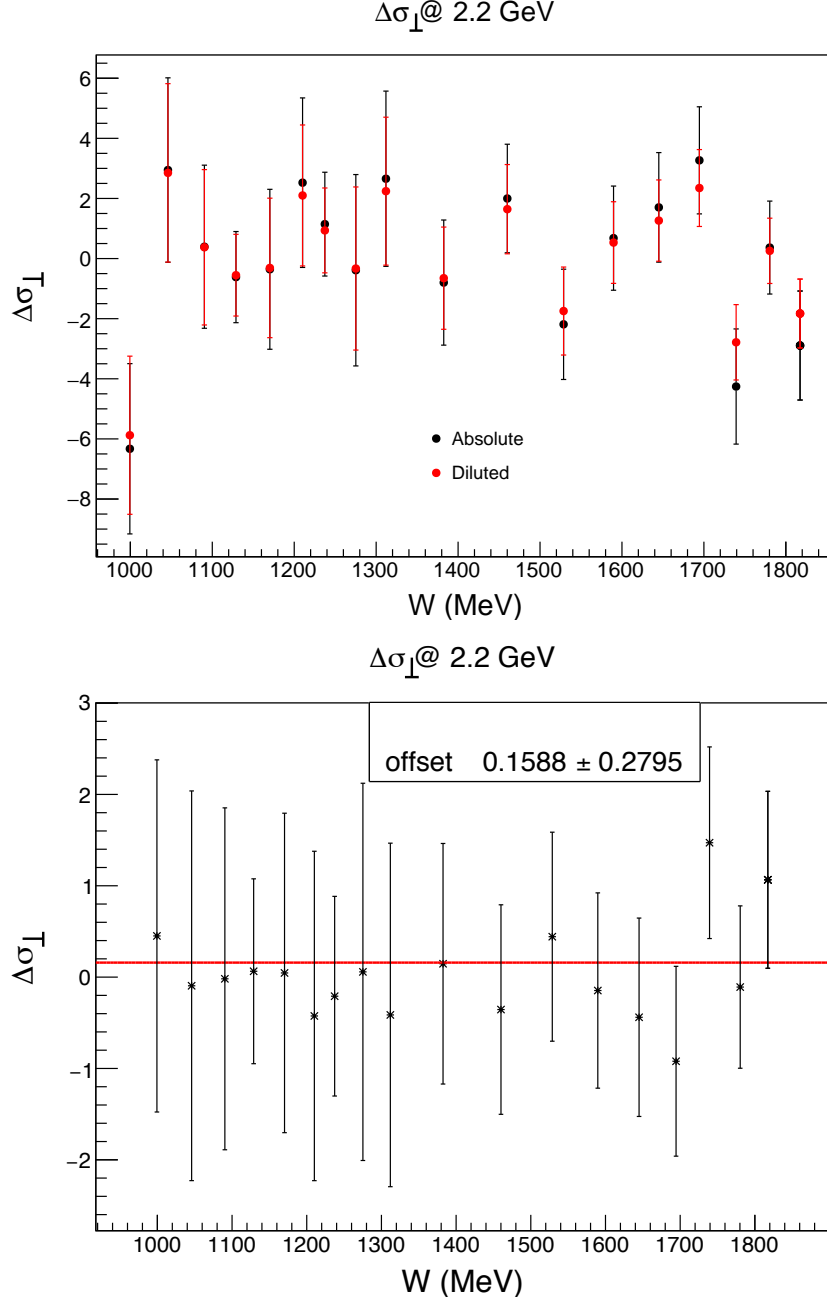 Δσ⊥@ 2.2 GeV
6
4
2
0
−2
−4
−6
−8
Δσ⊥
Absolute
Diluted
1000 1100 1200 1300 1400 1500 1600 1700 1800
W (MeV)
Δσ⊥@ 2.2 GeV
3
2
1
0
−1
−2
Δσ⊥
offset 0.1588 ± 0.2795
1000 1100 1200 1300 1400 1500 1600 1700 1800
W (MeV)